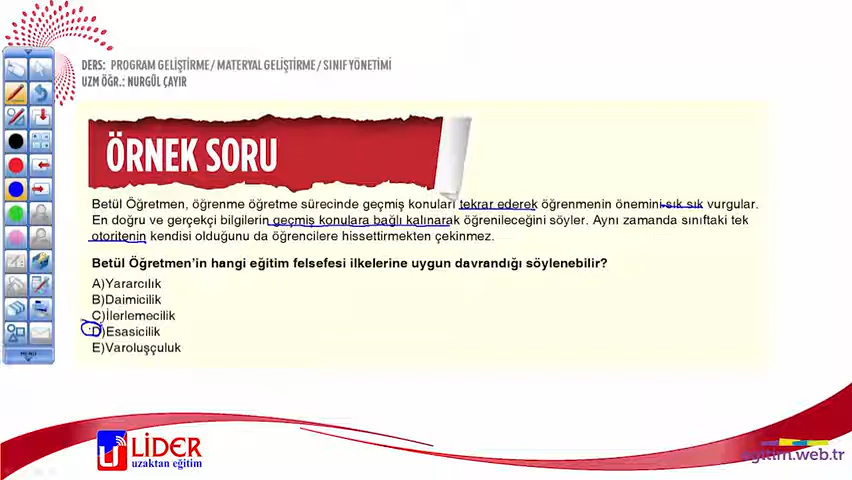 DERS: PROGRAM GELİŞTİRME / MATERYAL GELİŞTİRME / SINIF YÖNETİMİ
UZM ÖĞR.: NURGÜL ÇAYIR
ÖRNEK SORU
Betül Öğretmen, öğrenme öğretme sürecinde geçmiş konuları tekrar ederek öğrenmenin önemini sık sık vurgular.
En doğru ve gerçekçi bilgilerin geçmiş konulara bağlı kalınarak öğrenileceğini söyler. Aynı zamanda sınıftaki tek
otoritenin kendisi olduğunu da öğrencilere hissettirmekten çekinmez.
Betül Öğretmen'in hangi eğitim felsefesi ilkelerine uygun davrandığı söylenebilir?
A)Yararcılık
B)Daimicilik
C)İlerlemecilik
D)Esasicilik
E)Varoluşçuluk
MENU
LİDER
uzaktan eğitim
egitim.web.tr